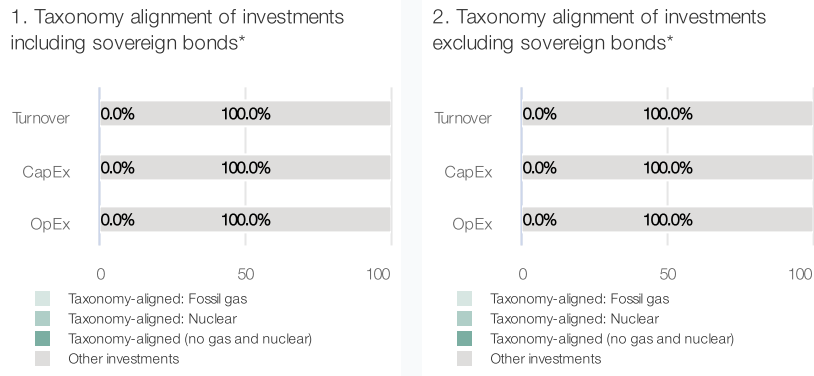 1. Taxonomy alignment of investments
including sovereign bonds*
Turnover 0.0% 100.0%
CapEx 0.0% 100.0%
OpEx 0.0% 100.0%
0 50 100
Taxonomy-aligned: Fossil gas
Taxonomy-aligned: Nuclear
Taxonomy-aligned (no gas and nuclear)
Other investments
2. Taxonomy alignment of investments
excluding sovereign bonds*
Turnover 0.0% 100.0%
CapEx 0.0% 100.0%
OpEx 0.0% 100.0%
0 50 100
Taxonomy-aligned: Fossil gas
Taxonomy-aligned: Nuclear
Taxonomy-aligned (no gas and nuclear)
Other investments